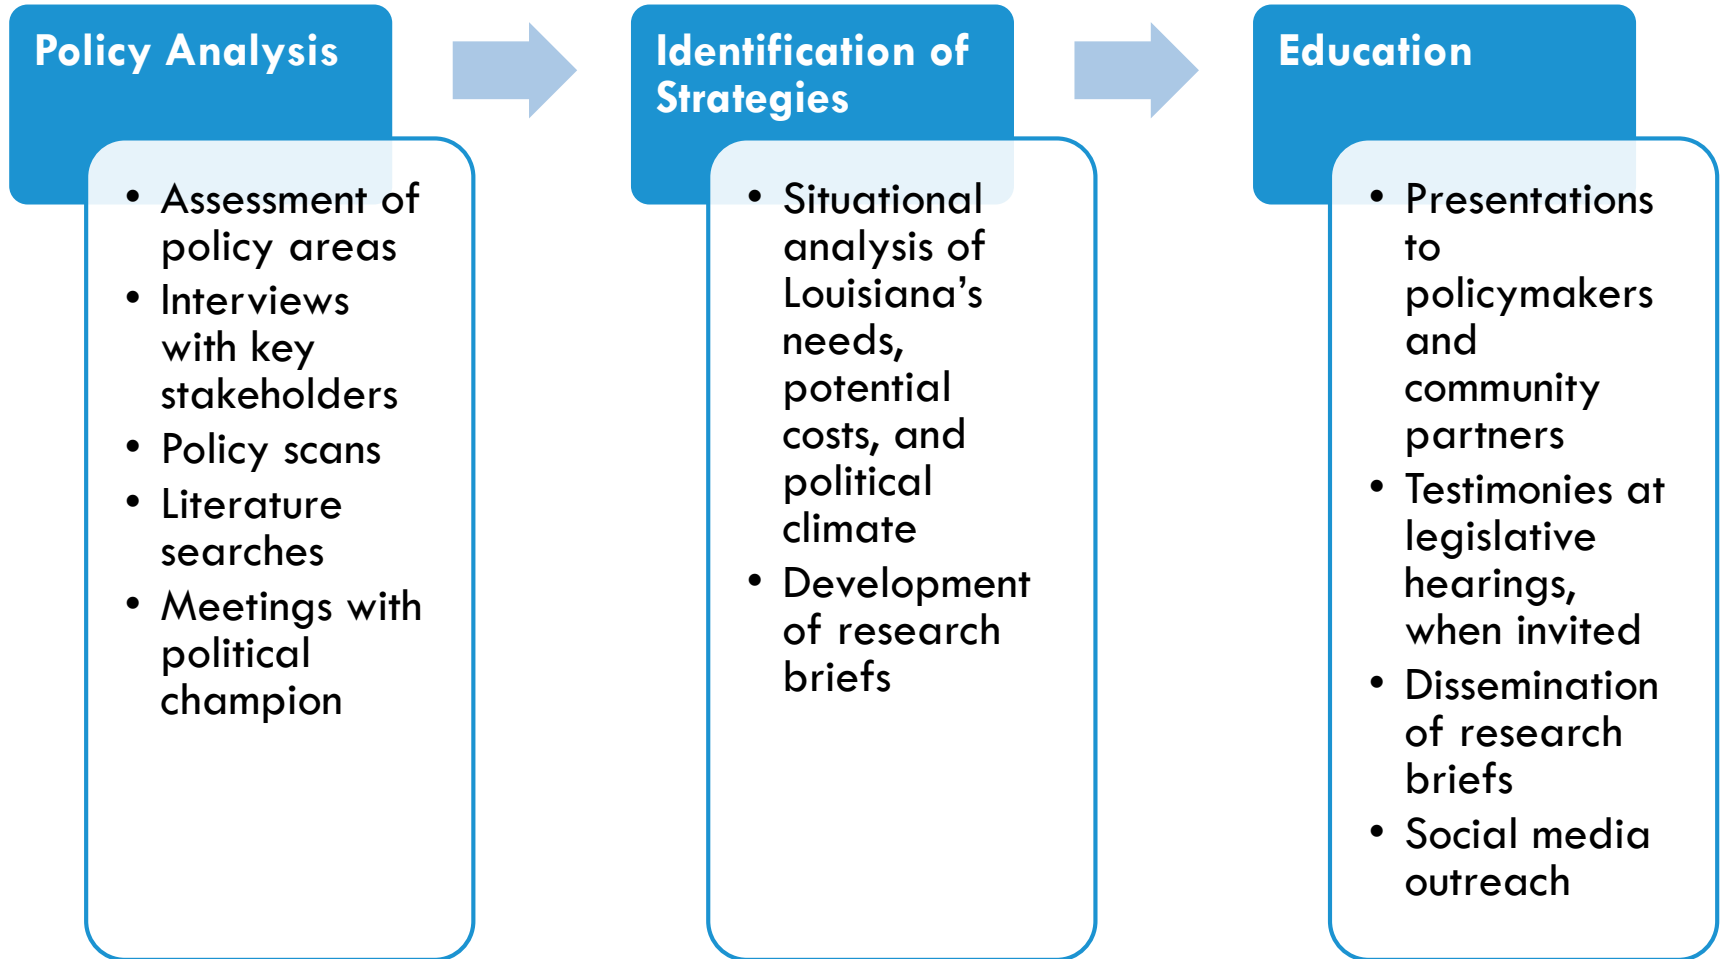 Policy Analysis
• Assessment of
policy areas
• Interviews
with key
stakeholders
• Policy scans
• Literature
searches
• Meetings with
political
champion
Identification of
Strategies
• Situational
analysis of
Louisiana’s
needs,
potential
costs, and
political
climate
• Development
of research
briefs
Education
• Presentations
to
policymakers
and
community
partners
• Testimonies at
legislative
hearings,
when invited
• Dissemination
of research
briefs
• Social media
outreach